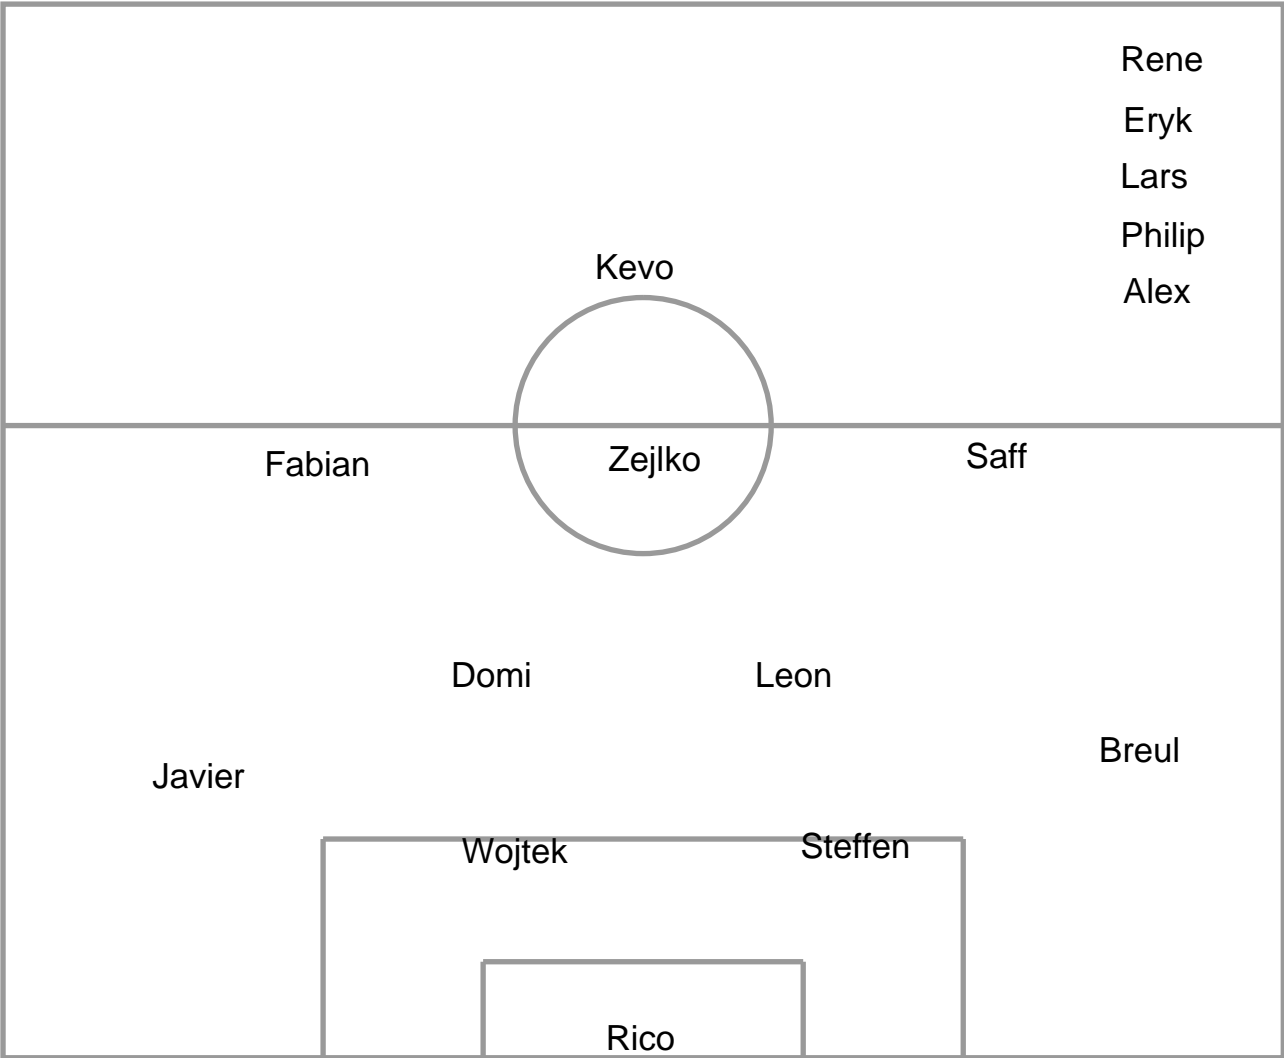 Rene
Eryk
Lars
Philip
Kevo
Alex
Fabian Zejlko Saff
Domi Leon
Breul
Javier
Wojtek Steffen
Rico